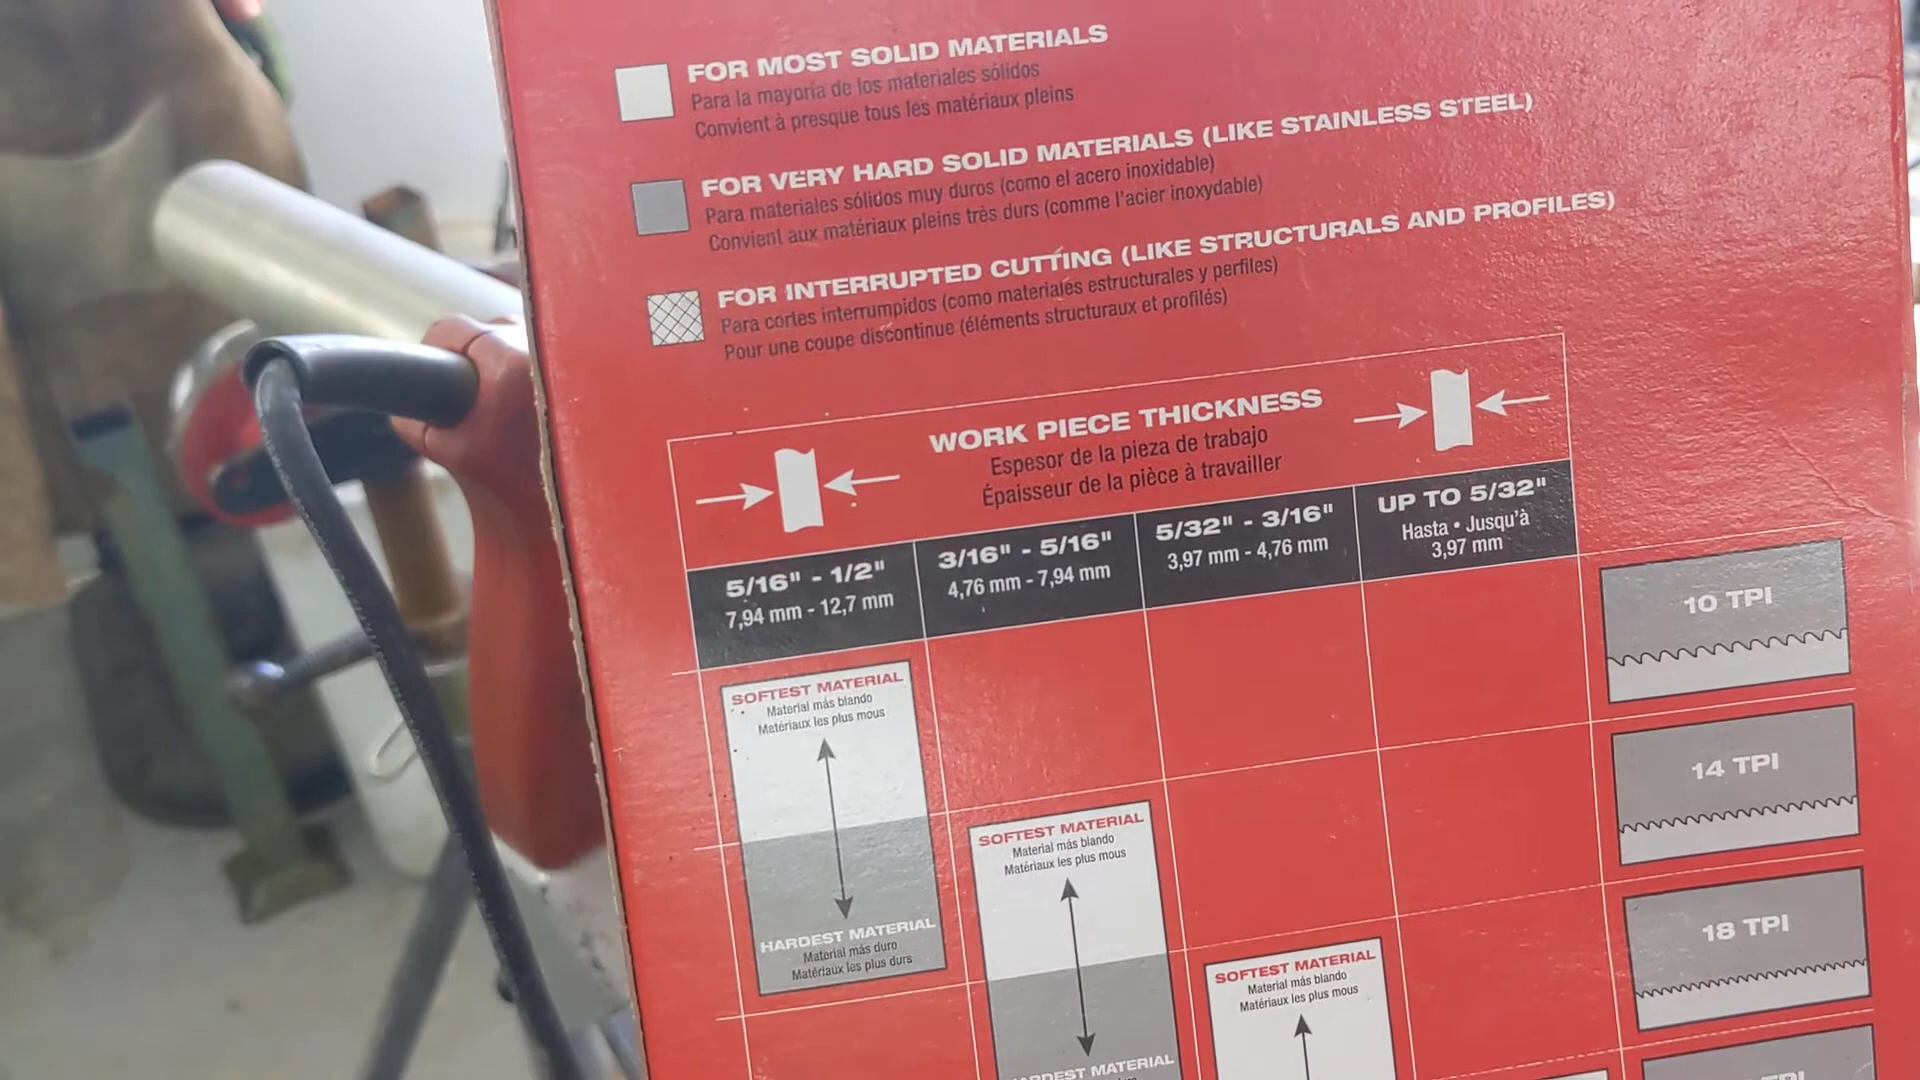 FOR MOST SOLID MATERIALS
Para la mayoría de los materiales sólidos
Convient à presque tous les matériaux pleins
FOR VERY HARD SOLID MATERIALS (LIKE STAINLESS STEEL)
Para materiales sólidos muy duros (como el acero inoxidable)
Convient aux matériaux pleins très durs (comme l'acier inoxydable)
FOR INTERRUPTED CUTTING (LIKE STRUCTURALS AND PROFILES)
Para cortes interrumpidos (como materiales estructurales y perfiles)
Pour une coupe discontinue (éléments structuraux et profilés)
WORK PIECE THICKNESS
Espesor de la pieza de trabajo
Épaisseur de la pièce à travailler
5/16" - 1/2"
7,94 mm - 12,7 mm
3/16" - 5/16"
4,76 mm - 7,94 mm
5/32" - 3/16"
3,97 mm - 4,76 mm
UP TO 5/32"
Hasta • Jusqu'à
3,97 mm
10 TPI
SOFTEST MATERIAL
Material más blando
Matériaux les plus mous
HARDEST MATERIAL
Material más duro
Matériaux les plus durs
14 TPI
SOFTEST MATERIAL
Material más blando
Matériaux les plus mous
MATERIAL
18 TPI
SOFTEST MATERIAL
Material más blando
Matériaux les plus mous